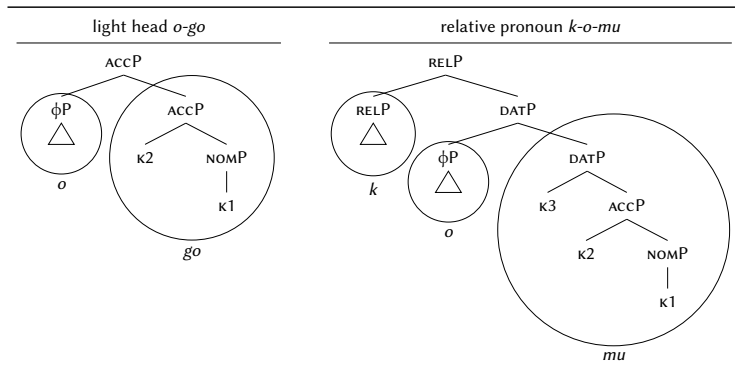 light head o-go relative pronoun k-o-mu
ACCP RELP
ϕP ACCP RELP DATP
K2 NOMP ϕP DATP
o k
K1 K3 ACCP
o
go K2 NOMP
K1
mu